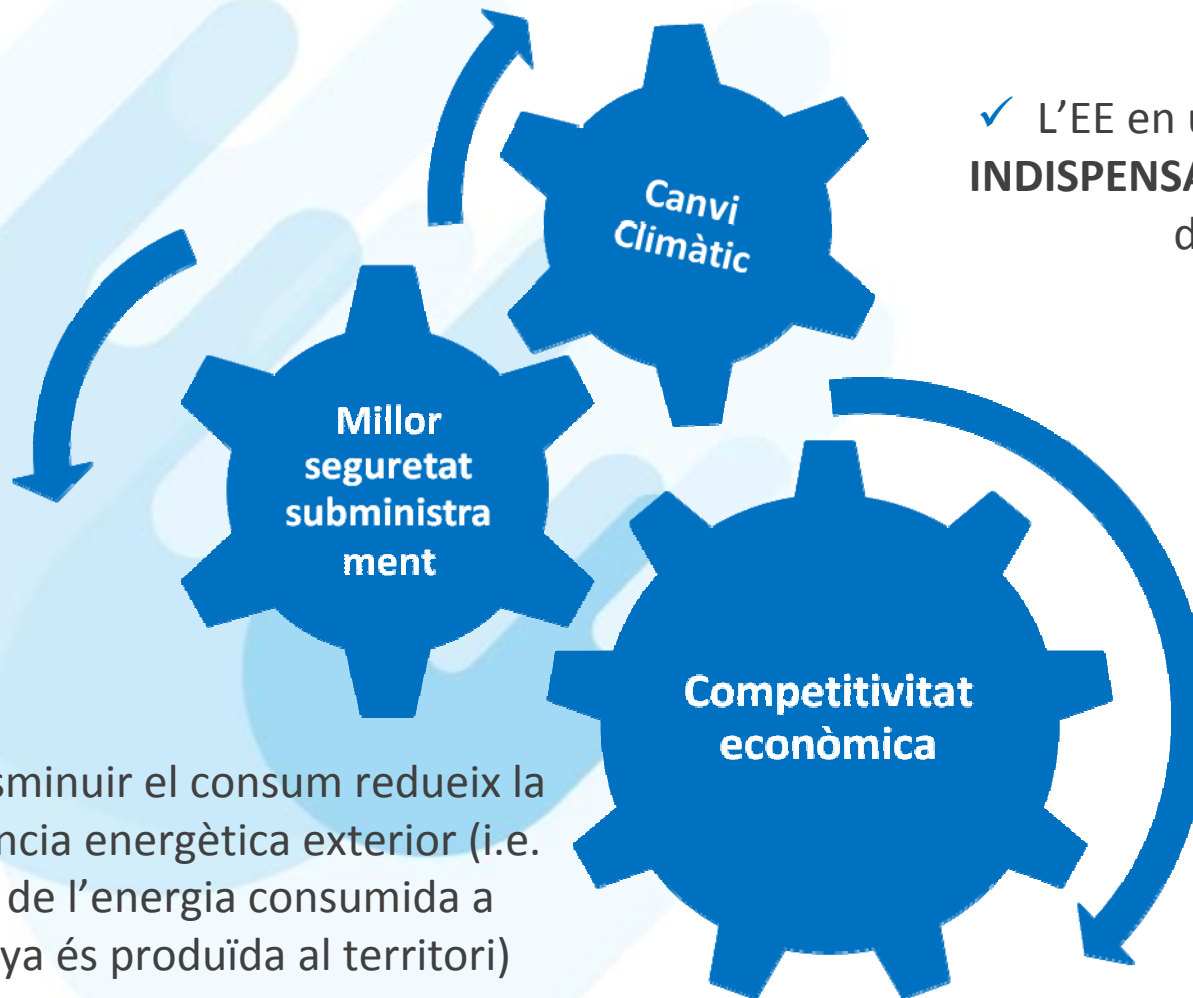 ✓ L’EE en
INDISPENSA
Canvi
Climàtic
Millor
seguretat
subministra
ment
Competitivitat
econòmica
sminuir el consum redueix la
ncia energètica exterior (i.e.
de l’energia consumida a
ya és produïda al territori)